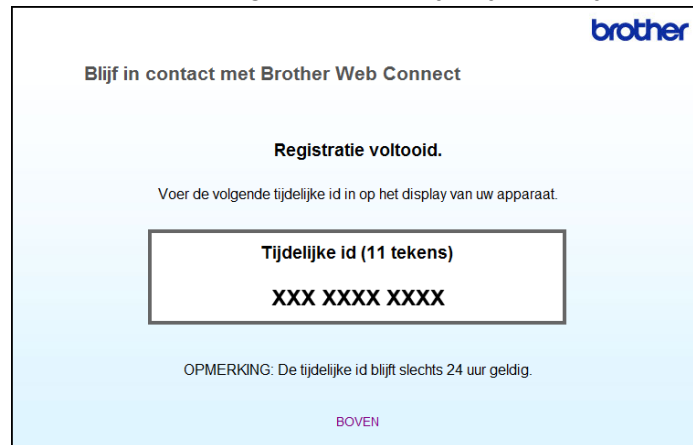 brother
Blijf in contact met Brother Web Connect
Registratie voltooid.
Voer de volgende tijdelijke id in op het display van uw apparaat.
Tijdelijke id (11 tekens)
XXX XXXX XXXX
OPMERKING: De tijdelijke id blijft slechts 24 uur geldig.
BOVEN